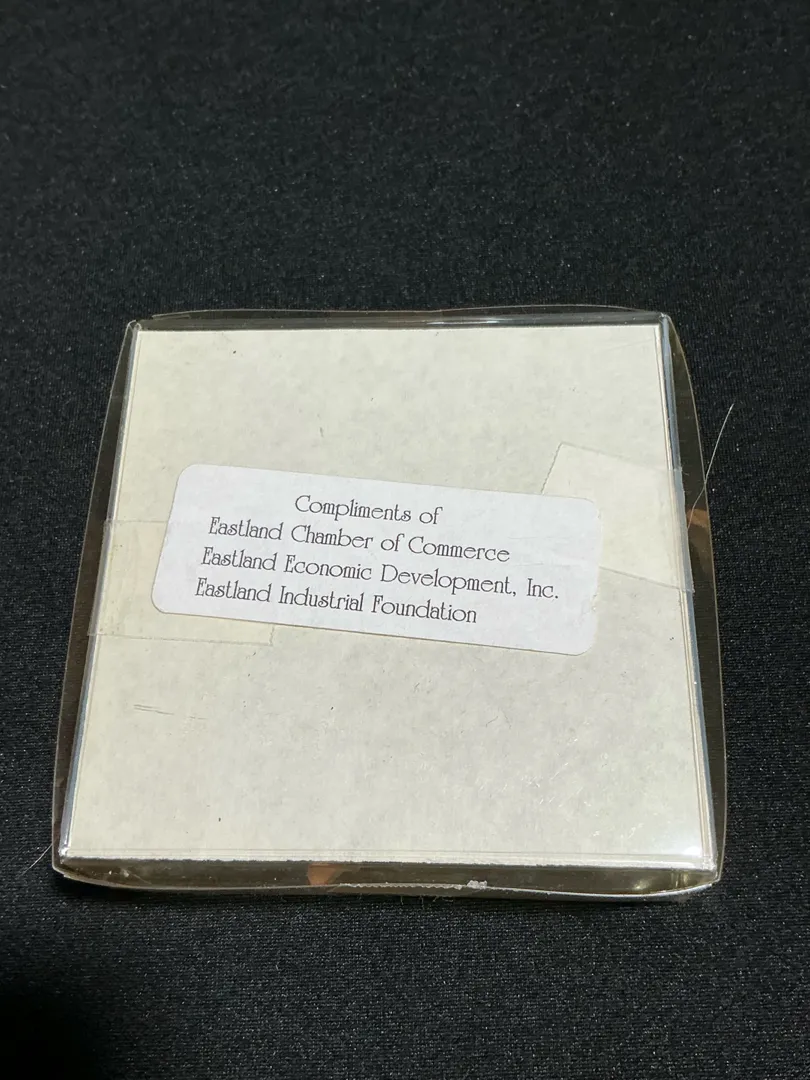 Compliments of
Eastland Chamber of Commerce
Eastland Economic Development, Inc.
Eastland Industrial Foundation